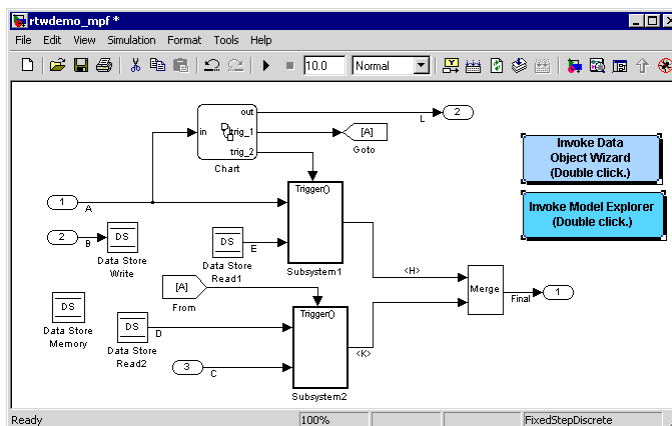 rtwdemo_mpf *
File Edit View Simulation Format Tools Help
10.0 Normal
out
in trig_1
trig_2
Chart
[A]
Goto
L
2
Invoke Data
Object Wizard
(Double click.)
Invoke Model Explorer
(Double click.)
1
A
2
B
DS
Data Store
Write
Trigger()
Subsystem1
DS
E
Data Store
Read1
[A]
From
DS
Data Store
Memory
DS
D
Data Store
Read2
3
C
Trigger()
Subsystem2
<H>
<K>
Merge
Final
1
Ready 100% FixedStepDiscrete